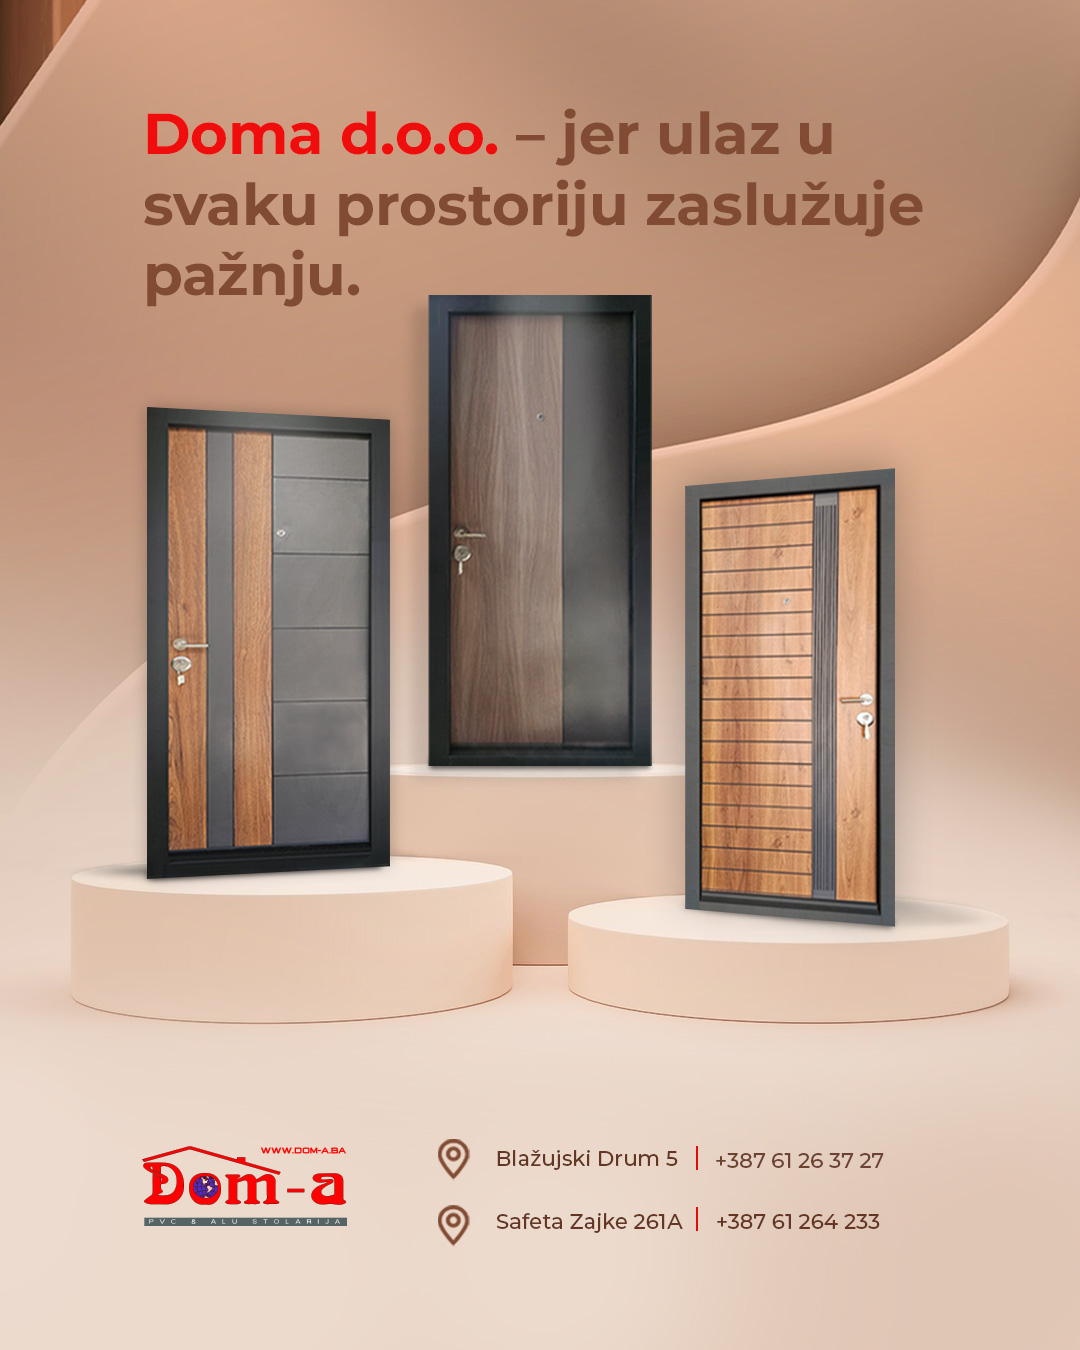 Doma d.o.o. – jer ulaz u
svaku prostoriju zaslužuje
pažnju.
WWW.DOM-A.BA
Dom-a
PVC & ALU STOLARIJA
Blažujski Drum 5 | +387 61 26 37 27
Safeta Zajke 261A | +387 61 264 233